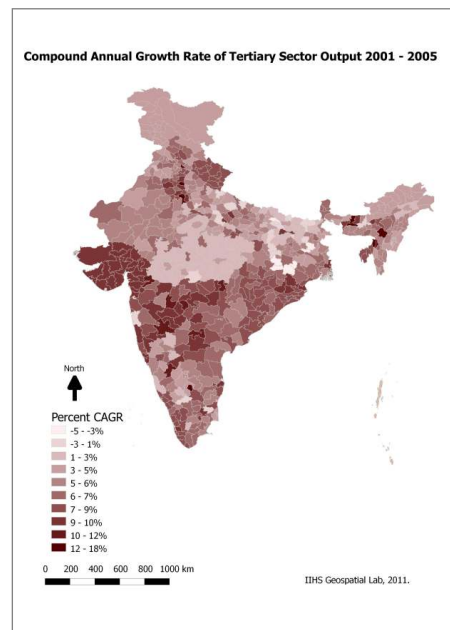 Compound Annual Growth Rate of Tertiary Sector Output 2001 - 2005
North
Percent CAGR
-5 - -3%
-3 - 1%
1 - 3%
3 - 5%
5 - 6%
6 - 7%
7 - 9%
9 - 10%
10 - 12%
12 - 18%
0 200 400 600 800 1000 km
IIHS Geospatial Lab, 2011.